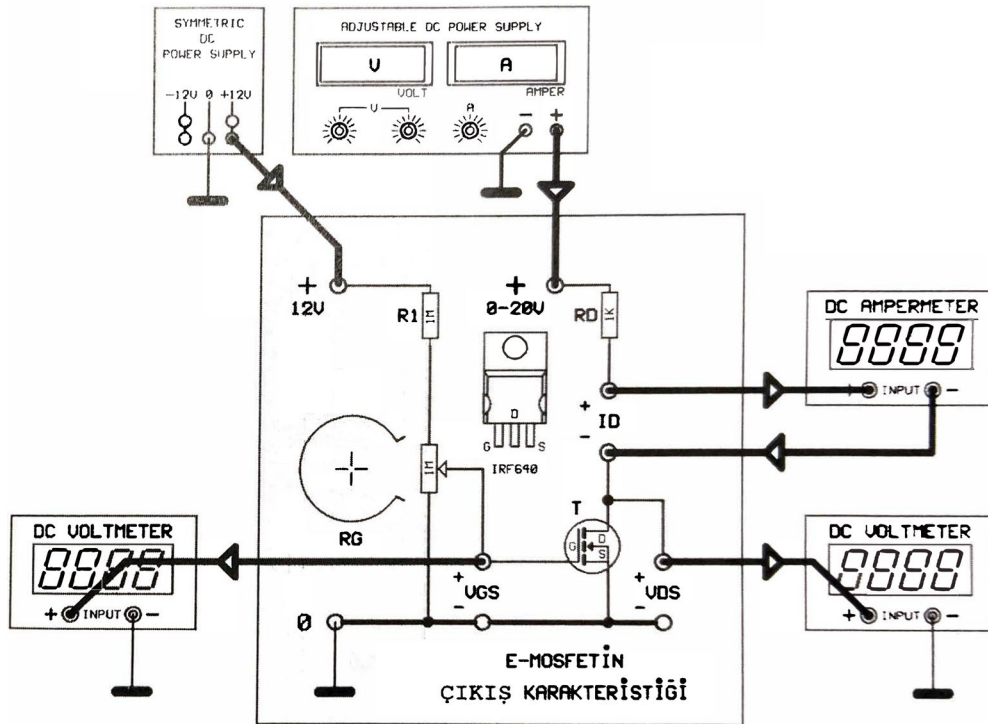 SYMMETRIC
DC
POWER SUPPLY
-12V 0 +12V
ADJUSTABLE DC POWER SUPPLY
V
A
VOLT
AMPER
V
A
- +
+
12V
R1
1M
+
0-20V
RD
1K
D
G
S
IRF640
+
ID
-
DC AMPERMETER
8888
+ INPUT -
1M
RG
T
G
D
S
DC VOLTMETER
8888
+ INPUT -
+
VGS
-
+
VDS
-
DC VOLTMETER
8888
+ INPUT -
0
E-MOSFETİN
ÇIKIŞ KARAKTERİSTİĞİ